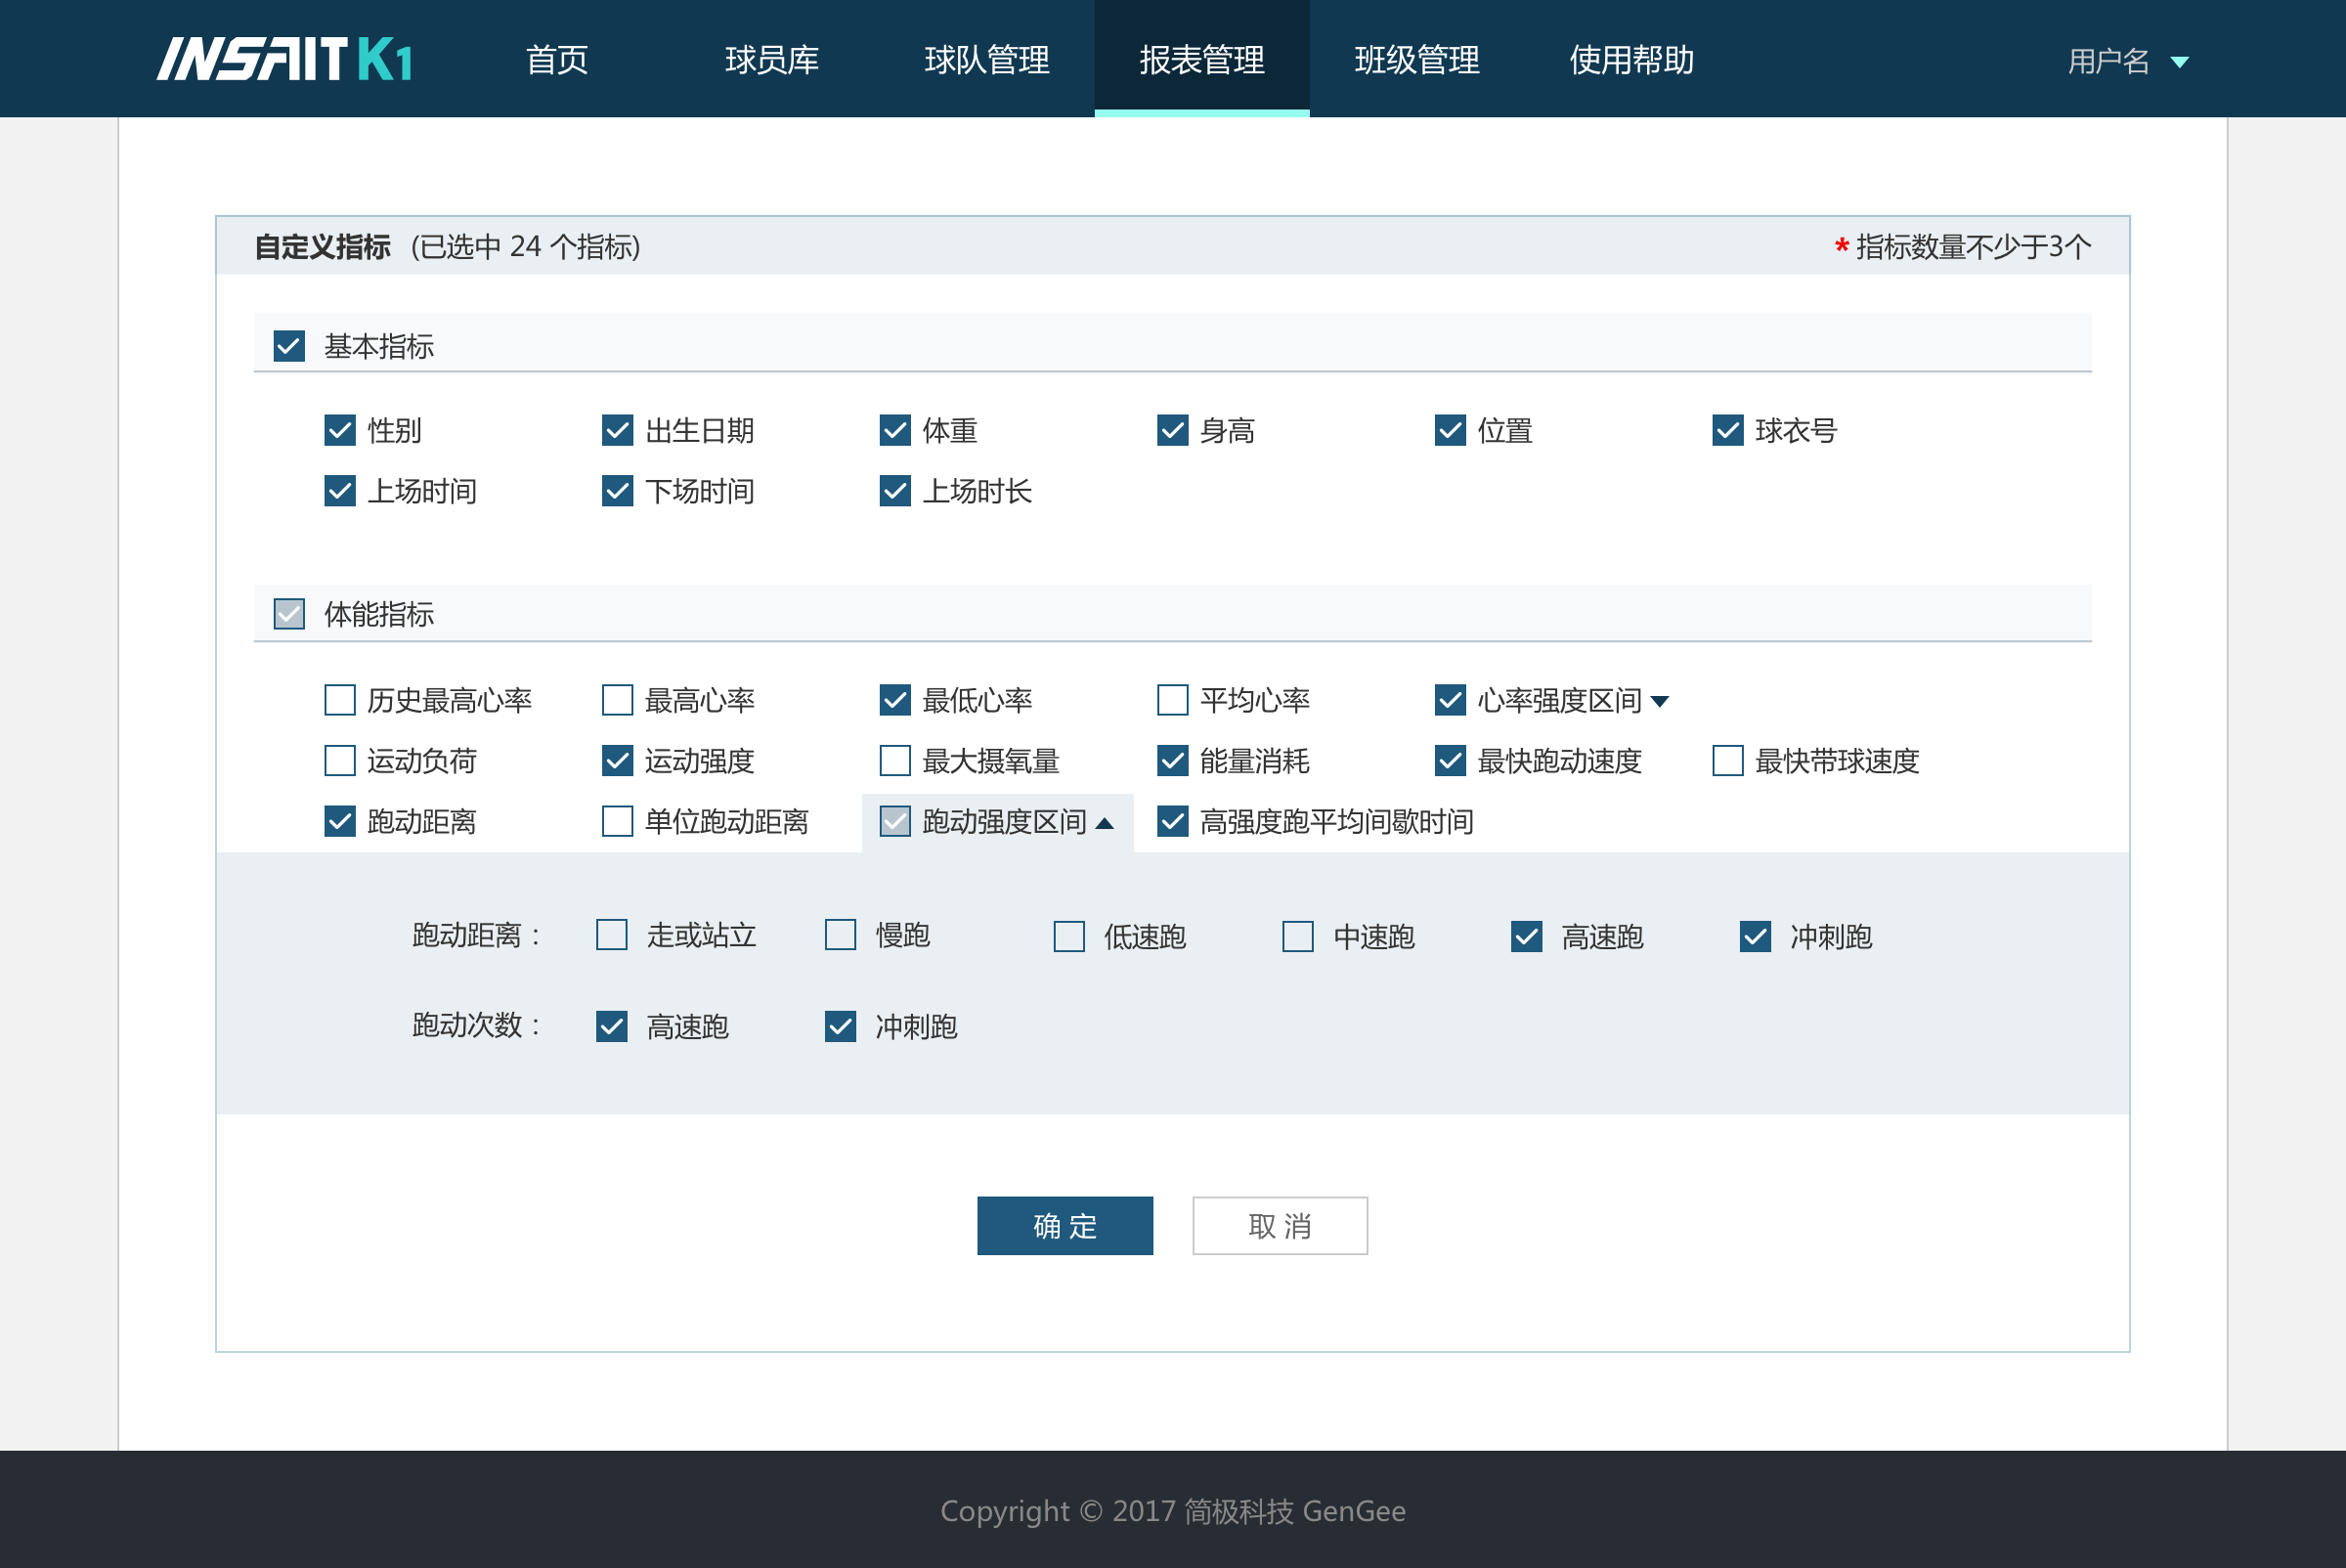 INSAIT K1 首页 球员库 球队管理 报表管理 班级管理 使用帮助 用户名
自定义指标 (已选中 24 个指标) * 指标数量不少于3个
基本指标
性别 出生日期 体重 身高 位置 球衣号
上场时间 下场时间 上场时长
体能指标
历史最高心率 最高心率 最低心率 平均心率 心率强度区间
运动负荷 运动强度 最大摄氧量 能量消耗 最快跑动速度 最快带球速度
跑动距离 单位跑动距离 跑动强度区间 高强度跑平均间歇时间
跑动距离： 走或站立 慢跑 低速跑 中速跑 高速跑 冲刺跑
跑动次数： 高速跑 冲刺跑
确 定 取 消
Copyright © 2017 简极科技 GenGee